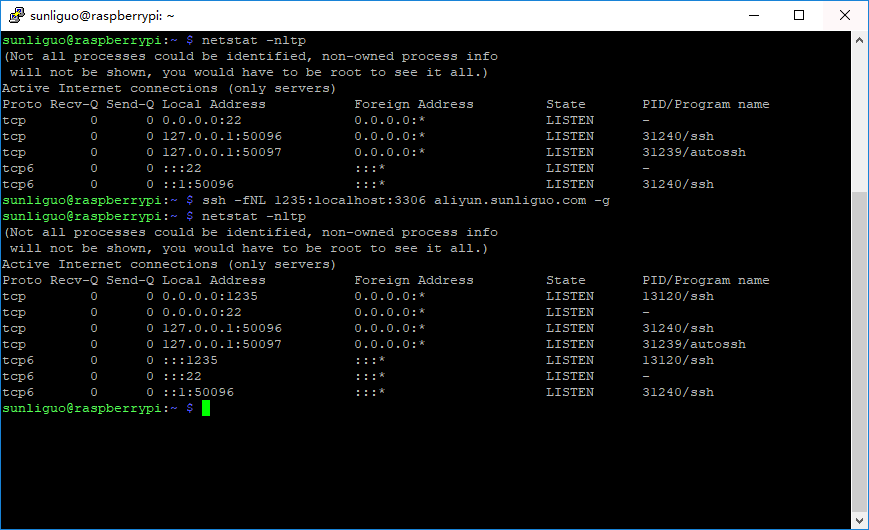 sunliguo@raspberrypi: ~
sunliguo@raspberrypi:~ $ netstat -nltp
(Not all processes could be identified, non-owned process info
 will not be shown, you would have to be root to see it all.)
Active Internet connections (only servers)
Proto Recv-Q Send-Q Local Address           Foreign Address         State       PID/Program name
tcp        0      0 0.0.0.0:22              0.0.0.0:*               LISTEN      -
tcp        0      0 127.0.0.1:50096         0.0.0.0:*               LISTEN      31240/ssh
tcp        0      0 127.0.0.1:50097         0.0.0.0:*               LISTEN      31239/autossh
tcp6       0      0 :::22                   :::*                    LISTEN      -
tcp6       0      0 ::1:50096               :::*                    LISTEN      31240/ssh
sunliguo@raspberrypi:~ $ ssh -fNL 1235:localhost:3306 aliyun.sunliguo.com -g
sunliguo@raspberrypi:~ $ netstat -nltp
(Not all processes could be identified, non-owned process info
 will not be shown, you would have to be root to see it all.)
Active Internet connections (only servers)
Proto Recv-Q Send-Q Local Address           Foreign Address         State       PID/Program name
tcp        0      0 0.0.0.0:1235            0.0.0.0:*               LISTEN      13120/ssh
tcp        0      0 0.0.0.0:22              0.0.0.0:*               LISTEN      -
tcp        0      0 127.0.0.1:50096         0.0.0.0:*               LISTEN      31240/ssh
tcp        0      0 127.0.0.1:50097         0.0.0.0:*               LISTEN      31239/autossh
tcp6       0      0 :::1235                 :::*                    LISTEN      13120/ssh
tcp6       0      0 :::22                   :::*                    LISTEN      -
tcp6       0      0 ::1:50096               :::*                    LISTEN      31240/ssh
sunliguo@raspberrypi:~ $